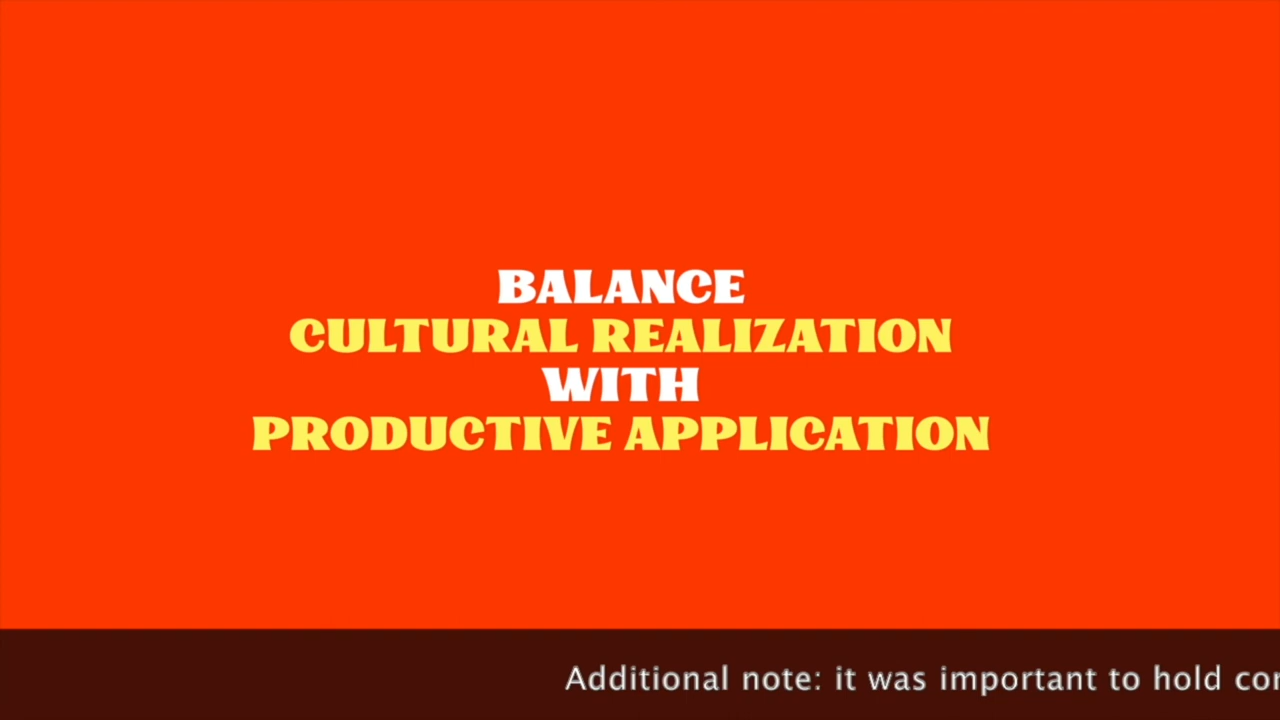 BALANCE
CULTURAL REALIZATION
WITH
PRODUCTIVE APPLICATION
Additional note: it was important to hold